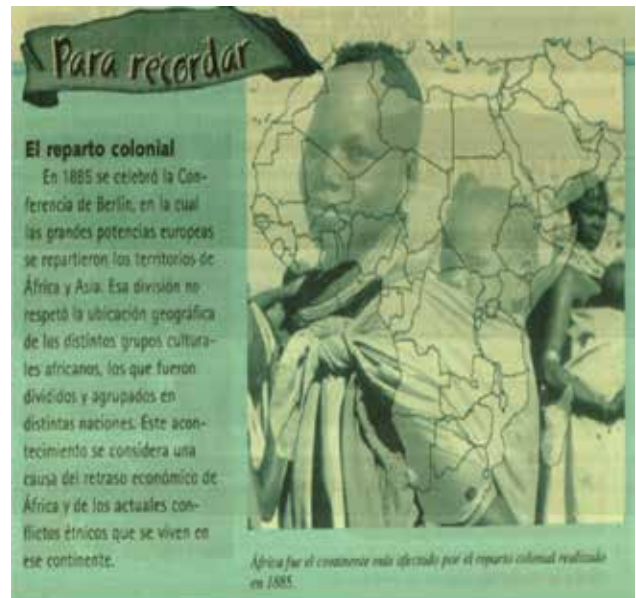 Para recordar
El reparto colonial
En 1885 se celebró la Con-
ferencia de Berlín, en la cual
las grandes potencias europeas
se repartieron los territorios de
África y Asia. Esa división no
respetó la ubicación geográfica
de los distintos grupos cultura-
les africanos, los que fueron
divididos y agrupados en
distintas naciones. Este acon-
tecimiento se considera una
causa del retraso económico de
África y de los actuales con-
flictos étnicos que se viven en
ese continente.
África fue el continente más afectado por el reparto colonial realizado
en 1885.